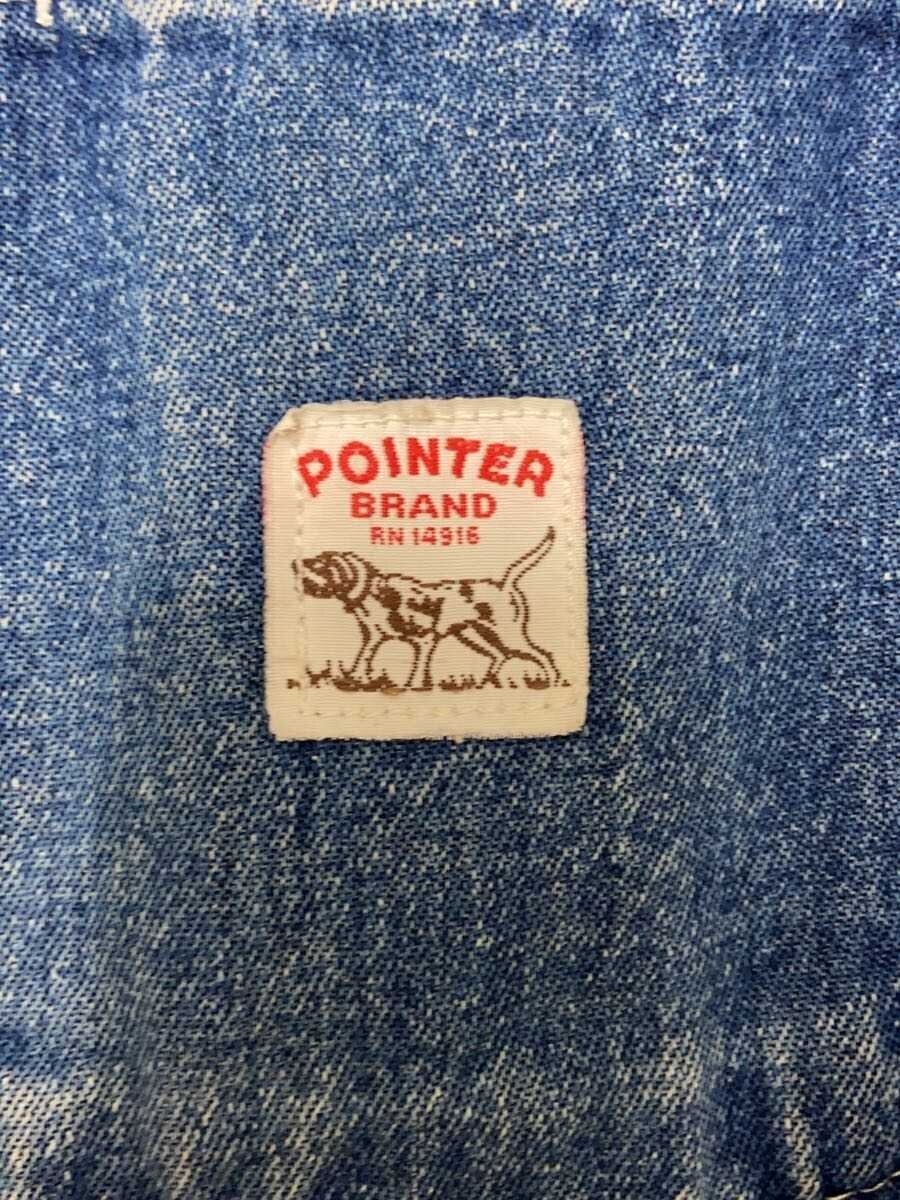 POINTER
BRAND
RN 14916